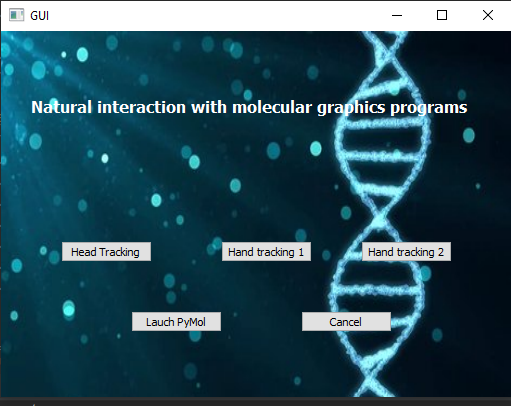 GUI
Natural interaction with molecular graphics programs
Head Tracking
Hand tracking 1
Hand tracking 2
Lauch PyMol
Cancel